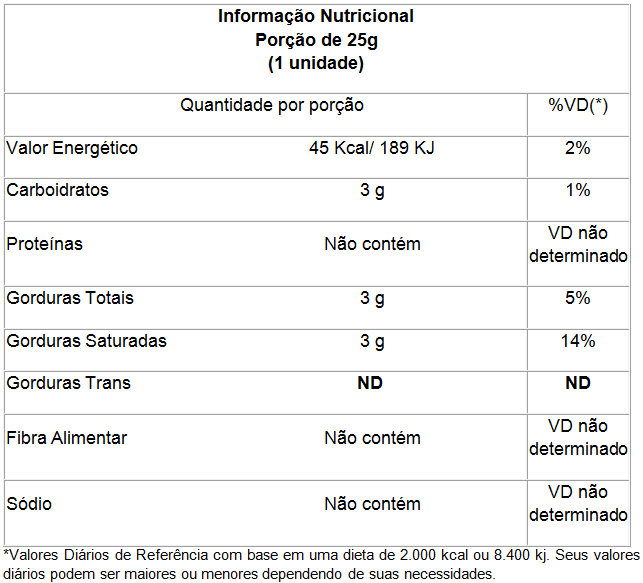 Informação Nutricional
Porção de 25g
(1 unidade)
Quantidade por porção %VD(*)
Valor Energético 45 Kcal/ 189 KJ 2%
Carboidratos 3 g 1%
Proteínas Não contém VD não determinado
Gorduras Totais 3 g 5%
Gorduras Saturadas 3 g 14%
Gorduras Trans ND ND
Fibra Alimentar Não contém VD não determinado
Sódio Não contém VD não determinado
*Valores Diários de Referência com base em uma dieta de 2.000 kcal ou 8.400 kj. Seus valores
diários podem ser maiores ou menores dependendo de suas necessidades.